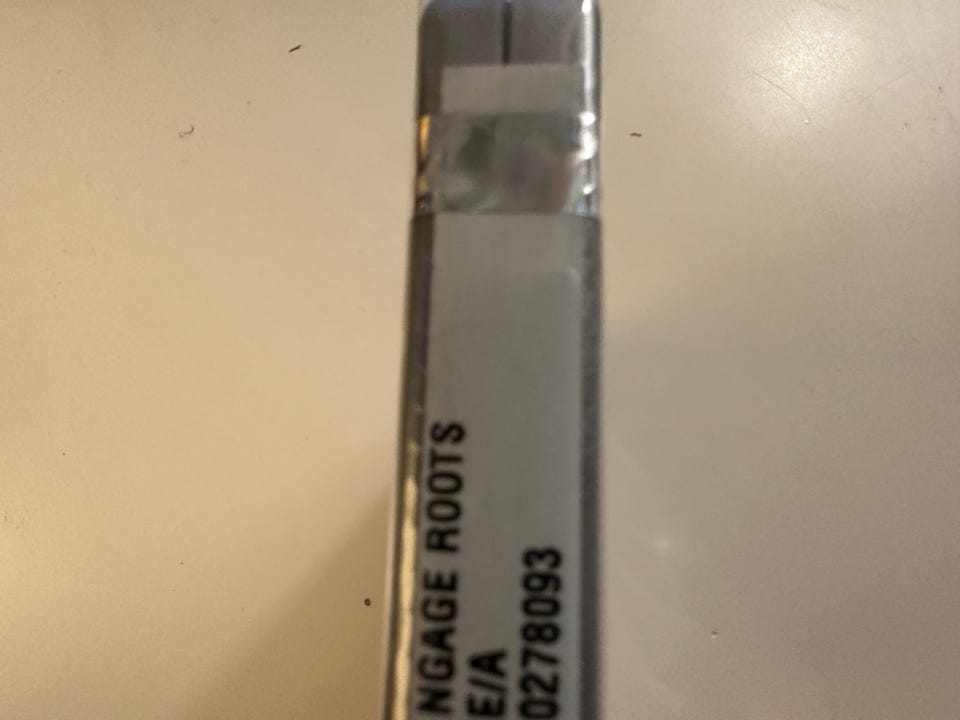 NGAGE ROOTS
E/A
0278093